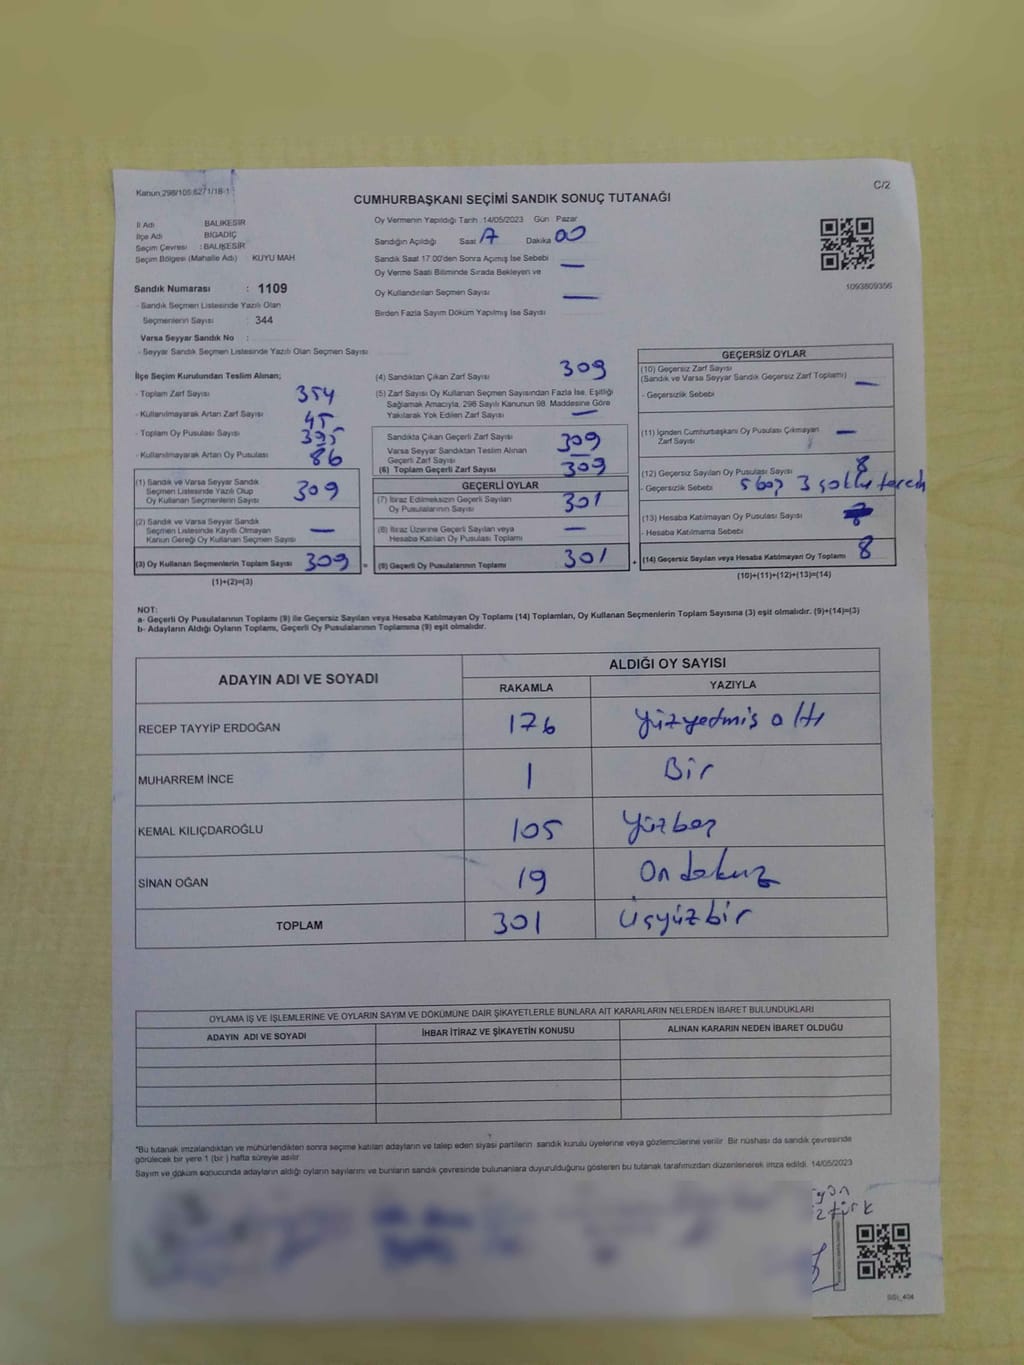 Kanun:298/105.6271/18-1
C/2
CUMHURBAŞKANI SEÇİMİ SANDIK SONUÇ TUTANAĞI
İl Adı BALIKESİR
İlçe Adı BİGADİÇ
Seçim Çevresi : BALIKESİR
Seçim Bölgesi (Mahalle Adı) KUYU MAH
Oy Vermenin Yapıldığı Tarih 14/05/2023 Gün Pazar
Sandığın Açıldığı Saat 17 Dakika 00
Sandık Saat 17.00'den Sonra Açımış İse Sebebi —
Oy Verme Saati Bitiminde Sırada Bekleyen ve
Oy Kullandırılan Seçmen Sayısı —
Birden Fazla Sayım Döküm Yapılmış İse Sayısı
1093809356
Sandık Numarası : 1109
- Sandık Seçmen Listesinde Yazılı Olan
Seçmenlerin Sayısı : 344
Varsa Seyyar Sandık No :
- Seyyar Sandık Seçmen Listesinde Yazılı Olan Seçmen Sayısı
İlçe Seçim Kurulundan Teslim Alınan;
- Toplam Zarf Sayısı 354
- Kullanılmayarak Artan Zarf Sayısı 45
- Toplam Oy Pusulası Sayısı 395
- Kullanılmayarak Artan Oy Pusulası 86
(1) Sandık ve Varsa Seyyar Sandık
Seçmen Listesinde Yazılı Olup
Oy Kullanan Seçmenlerin Sayısı 309
(2) Sandık ve Varsa Seyyar Sandık
Seçmen Listesinde Kayıtlı Olmayan
Kanun Gereği Oy Kullanan Seçmen Sayısı —
(3) Oy Kullanan Seçmenlerin Toplam Sayısı 309
(1)+(2)=(3)
=
(4) Sandıktan Çıkan Zarf Sayısı 309
(5) Zarf Sayısı Oy Kullanan Seçmen Sayısından Fazla İse, Eşitliği
Sağlamak Amacıyla, 298 Sayılı Kanunun 98. Maddesine Göre
Yakılarak Yok Edilen Zarf Sayısı —
Sandıkta Çıkan Geçerli Zarf Sayısı 309
Varsa Seyyar Sandıktan Teslim Alınan
Geçerli Zarf Sayısı —
(6) Toplam Geçerli Zarf Sayısı 309
GEÇERLİ OYLAR
(7) İtiraz Edilmeksizin Geçerli Sayılan
Oy Pusulalarının Sayısı 301
(8) İtiraz Üzerine Geçerli Sayılan veya
Hesaba Katılan Oy Pusulası Toplamı —
(9) Geçerli Oy Pusulalarının Toplamı 301
+
GEÇERSİZ OYLAR
(10) Geçersiz Zarf Sayısı
(Sandık ve Varsa Seyyar Sandık Geçersiz Zarf Toplamı) —
- Geçersizlik Sebebi
(11) İçinden Cumhurbaşkanı Oy Pusulası Çıkmayan
Zarf Sayısı —
(12) Geçersiz Sayılan Oy Pusulası Sayısı 8
- Geçersizlik Sebebi 3
(13) Hesaba Katılmayan Oy Pusulası Sayısı
- Hesaba Katılmama Sebebi
(14) Geçersiz Sayılan veya Hesaba Katılmayan Oy Toplamı 8
(10)+(11)+(12)+(13)=(14)
NOT:
a- Geçerli Oy Pusulalarının Toplamı (9) ile Geçersiz Sayılan veya Hesaba Katılmayan Oy Toplamı (14) Toplamları, Oy Kullanan Seçmenlerin Toplam Sayısına (3) eşit olmalıdır. (9)+(14)=(3)
b- Adayların Aldığı Oyların Toplamı, Geçerli Oy Pusulalarının Toplamına (9) eşit olmalıdır.
ADAYIN ADI VE SOYADI
ALDIĞI OY SAYISI
RAKAMLA YAZIYLA
RECEP TAYYİP ERDOĞAN 176 Yüzyetmiş altı
MUHARREM İNCE 1 Bir
KEMAL KILIÇDAROĞLU 105 Yüzbeş
SİNAN OĞAN 19 On dokuz
TOPLAM 301 üçyüzbir
OYLAMA İŞ VE İŞLEMLERİNE VE OYLARIN SAYIM VE DÖKÜMÜNE DAİR ŞİKAYETLERLE BUNLARA AİT KARARLARIN NELERDEN İBARET BULUNDUKLARI
ADAYIN ADI VE SOYADI İHBAR İTİRAZ VE ŞİKAYETİN KONUSU ALINAN KARARIN NEDEN İBARET OLDUĞU
*Bu tutanak imzalandıktan ve mühürlendikten sonra seçime katılan adayların ve talep eden siyasi partilerin sandık kurulu üyelerine veya gözlemcilerine verilir. Bir nüshası da sandık çevresinde
görülecek bir yere 1 (bir ) hafta süreyle asılır.
Sayım ve döküm sonucunda adayların aldığı oyların sayılarını ve bunların sandık çevresinde bulunanlara duyurulduğunu gösteren bu tutanak tarafımızdan düzenlenerek imza edildi. 14/05/2023